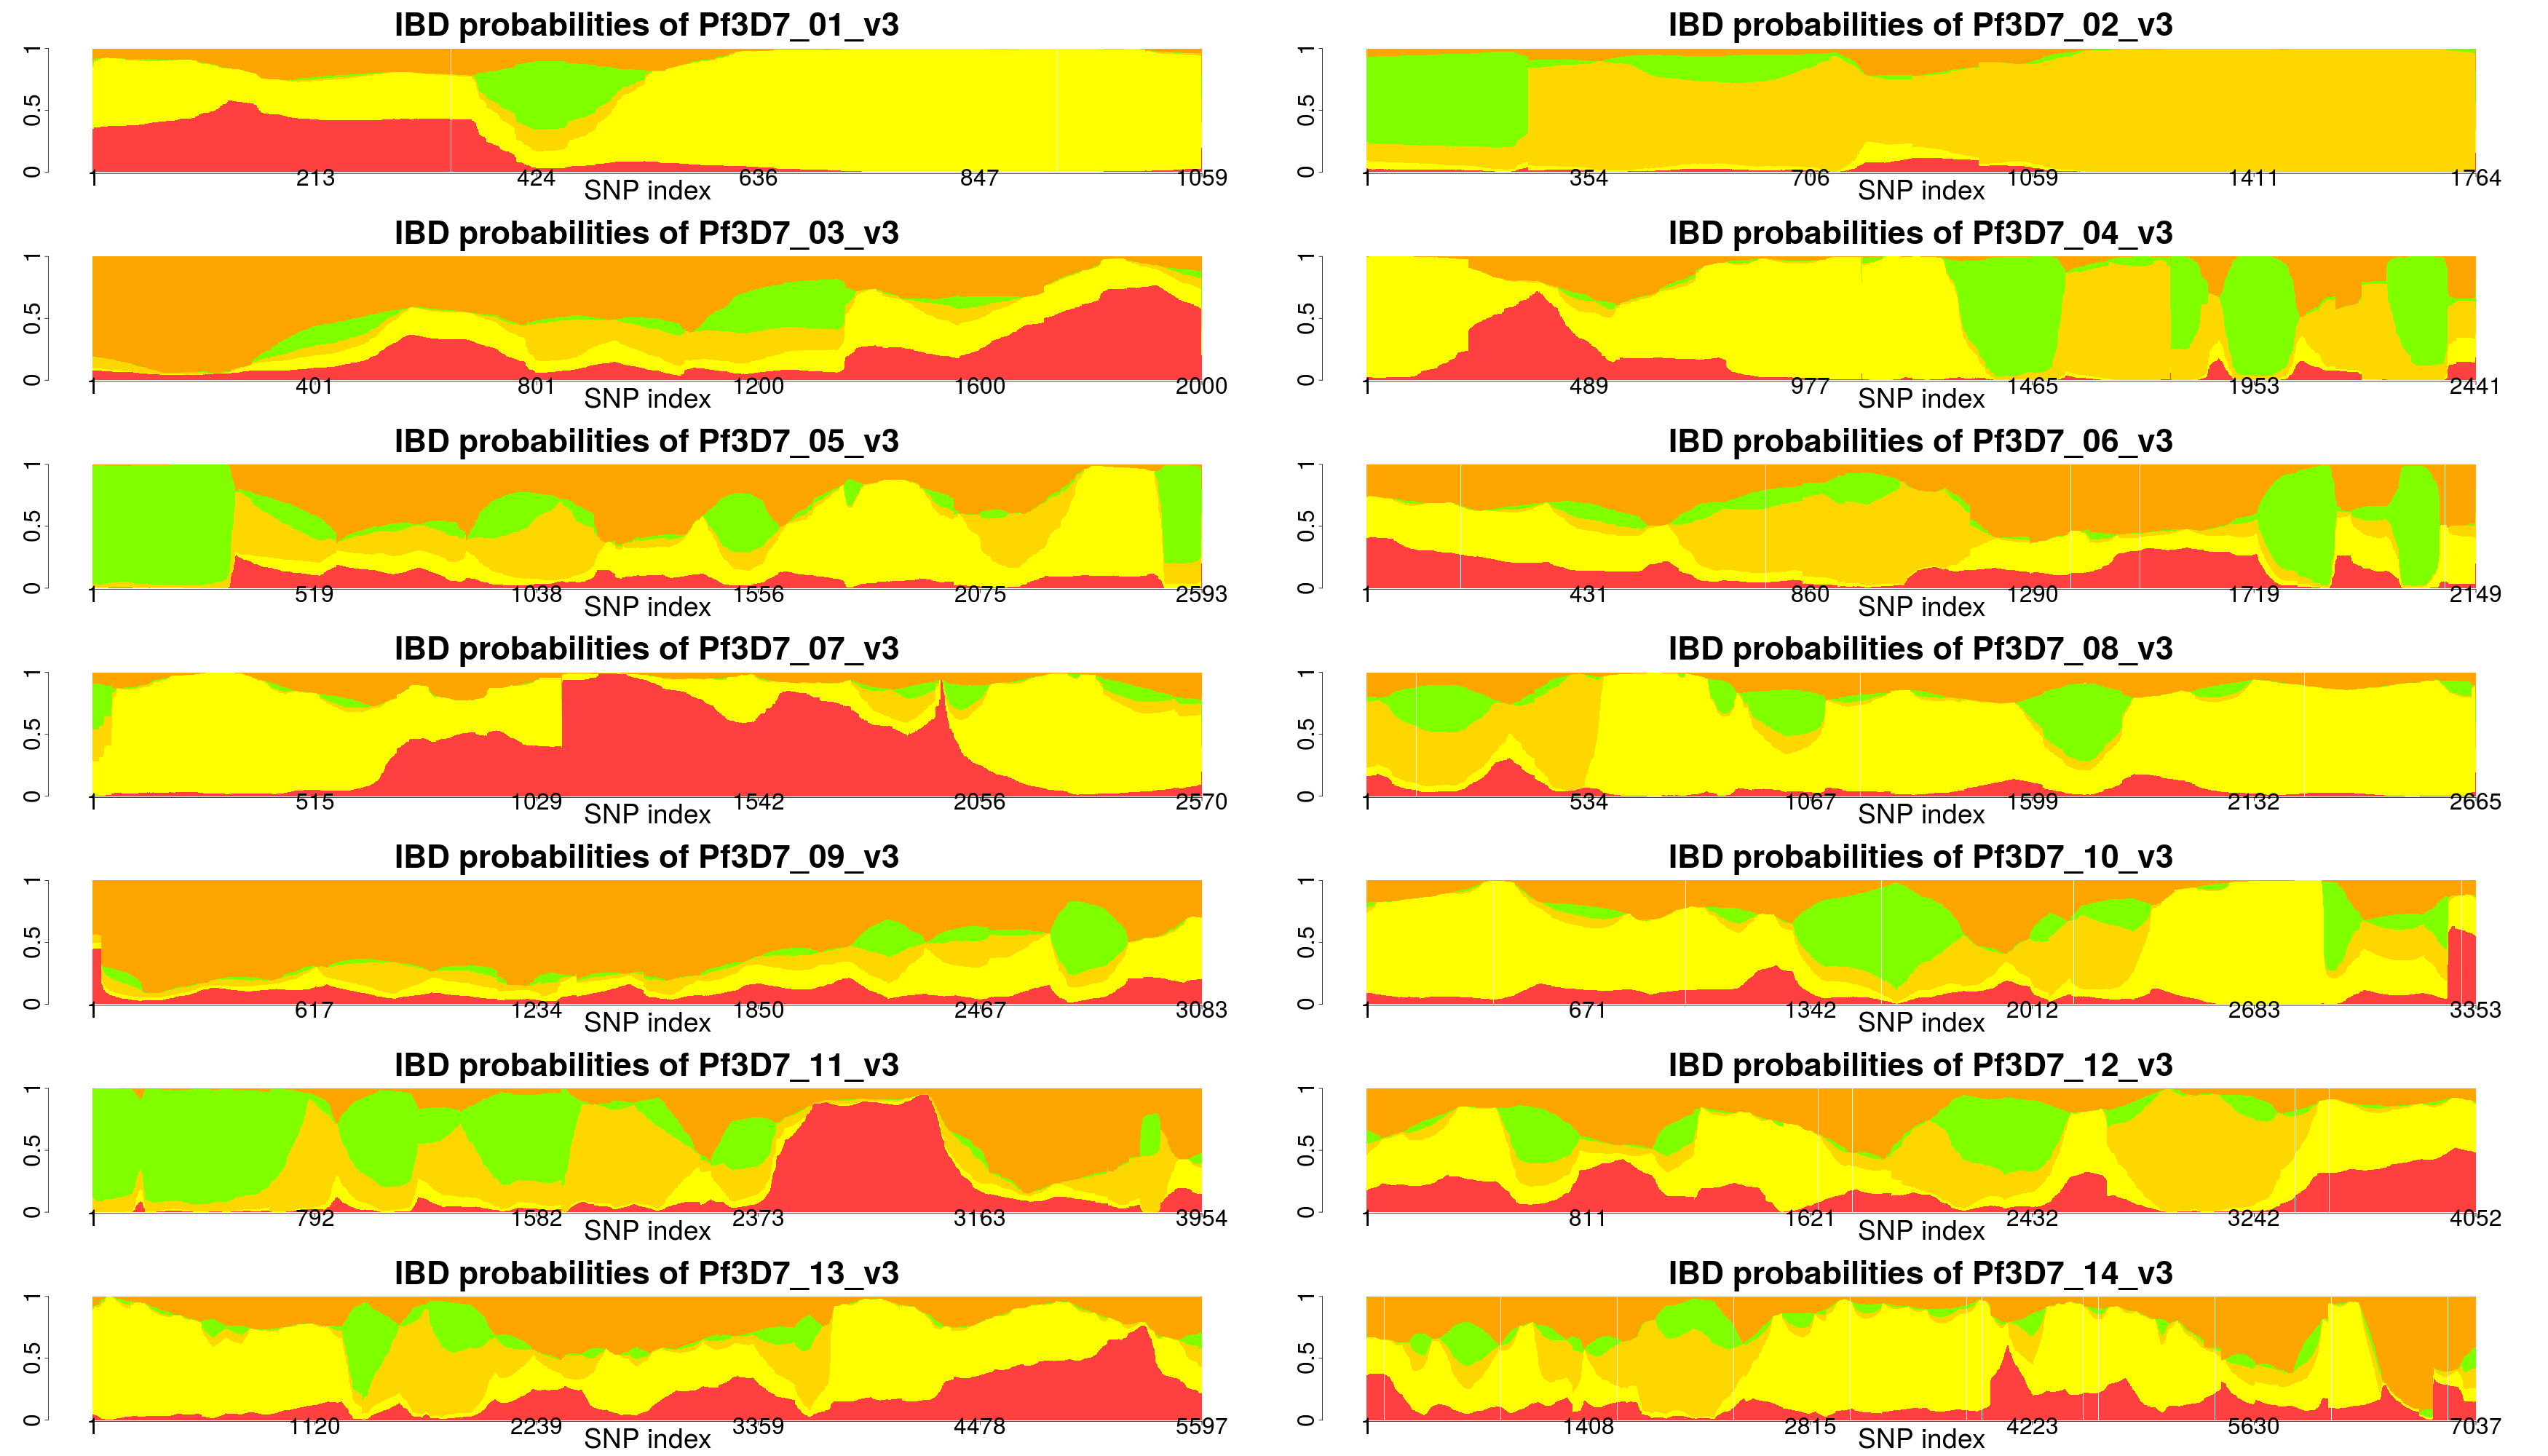 IBD probabilities of Pf3D7_01_v3
1
0.5
0
1 213 424 636 847 1059
SNP index
IBD probabilities of Pf3D7_02_v3
1
0.5
0
1 354 706 1059 1411 1764
SNP index
IBD probabilities of Pf3D7_03_v3
1
0.5
0
1 401 801 1200 1600 2000
SNP index
IBD probabilities of Pf3D7_04_v3
1
0.5
0
1 489 977 1465 1953 2441
SNP index
IBD probabilities of Pf3D7_05_v3
1
0.5
0
1 519 1038 1556 2075 2593
SNP index
IBD probabilities of Pf3D7_06_v3
1
0.5
0
1 431 860 1290 1719 2149
SNP index
IBD probabilities of Pf3D7_07_v3
1
0.5
0
1 515 1029 1542 2056 2570
SNP index
IBD probabilities of Pf3D7_08_v3
1
0.5
0
1 534 1067 1599 2132 2665
SNP index
IBD probabilities of Pf3D7_09_v3
1
0.5
0
1 617 1234 1850 2467 3083
SNP index
IBD probabilities of Pf3D7_10_v3
1
0.5
0
1 671 1342 2012 2683 3353
SNP index
IBD probabilities of Pf3D7_11_v3
1
0.5
0
1 792 1582 2373 3163 3954
SNP index
IBD probabilities of Pf3D7_12_v3
1
0.5
0
1 811 1621 2432 3242 4052
SNP index
IBD probabilities of Pf3D7_13_v3
1
0.5
0
1 1120 2239 3359 4478 5597
SNP index
IBD probabilities of Pf3D7_14_v3
1
0.5
0
1 1408 2815 4223 5630 7037
SNP index